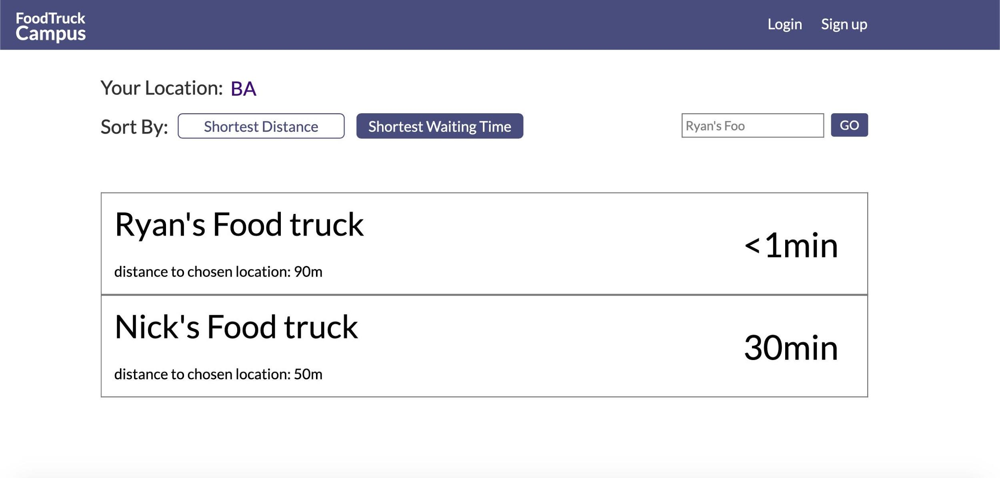 FoodTruck
Campus
Login Sign up
Your Location: BA
Sort By: Shortest Distance Shortest Waiting Time Ryan's Foo GO
Ryan's Food truck
<1min
distance to chosen location: 90m
Nick's Food truck
30min
distance to chosen location: 50m